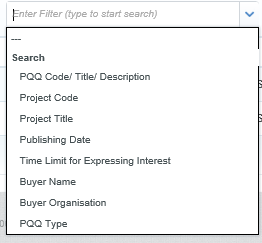 Enter Filter (type to start search)
---
Search
PQQ Code/ Title/ Description
Project Code
Project Title
Publishing Date
Time Limit for Expressing Interest
Buyer Name
Buyer Organisation
PQQ Type